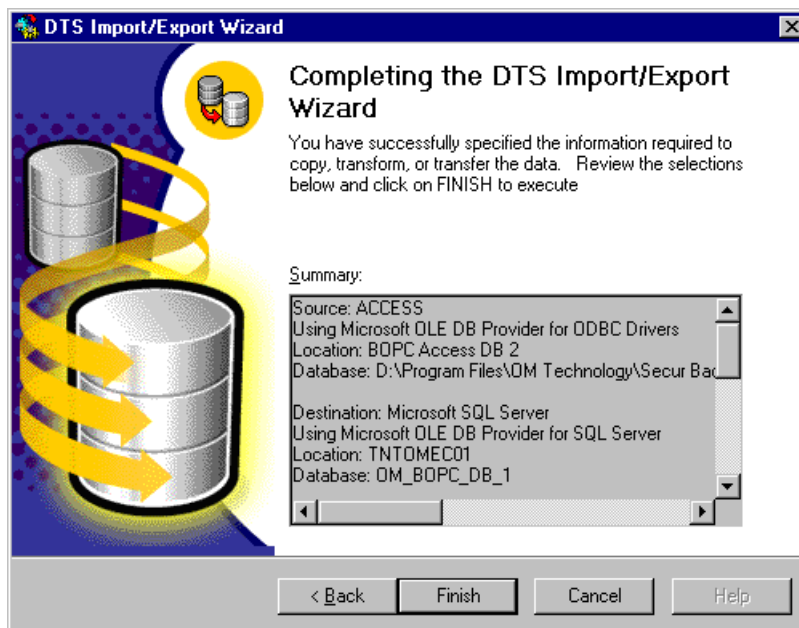 DTS Import/Export Wizard
Completing the DTS Import/Export
Wizard
You have successfully specified the information required to
copy, transform, or transfer the data. Review the selections
below and click on FINISH to execute
Summary:
Source: ACCESS
Using Microsoft OLE DB Provider for ODBC Drivers
Location: BOPC Access DB 2
Database: D:\Program Files\OM Technology\Secur Bac
Destination: Microsoft SQL Server
Using Microsoft OLE DB Provider for SQL Server
Location: TNTOMEC01
Database: OM_BOPC_DB_1
< Back
Finish
Cancel
Help